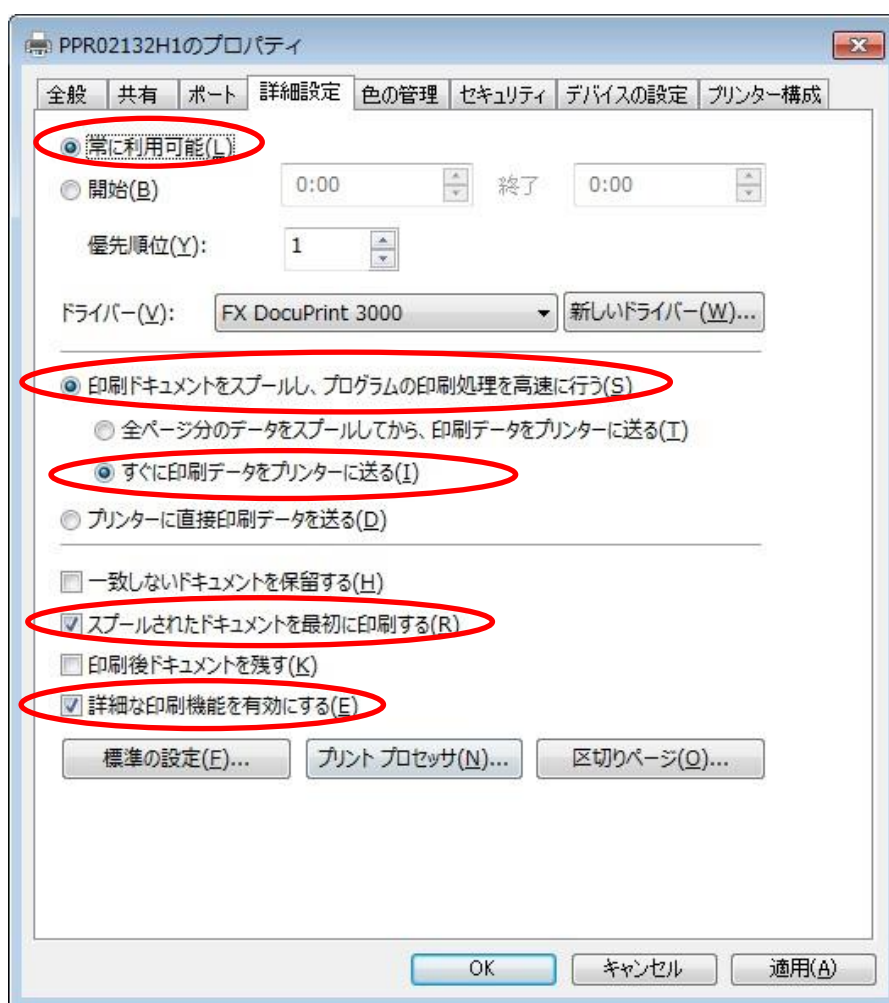 PPR02132H1のプロパティ
全般 共有 ポート 詳細設定 色の管理 セキュリティ デバイスの設定 プリンター構成
常に利用可能(L)
開始(B) 0:00 終了 0:00
優先順位(Y): 1
ドライバー(V): FX DocuPrint 3000 新しいドライバー(W)...
印刷ドキュメントをスプールし、プログラムの印刷処理を高速に行う(S)
全ページ分のデータをスプールしてから、印刷データをプリンターに送る(T)
すぐに印刷データをプリンターに送る(I)
プリンターに直接印刷データを送る(D)
一致しないドキュメントを保留する(H)
スプールされたドキュメントを最初に印刷する(R)
印刷後ドキュメントを残す(K)
詳細な印刷機能を有効にする(E)
標準の設定(F)... プリント プロセッサ(N)... 区切りページ(O)...
OK キャンセル 適用(A)